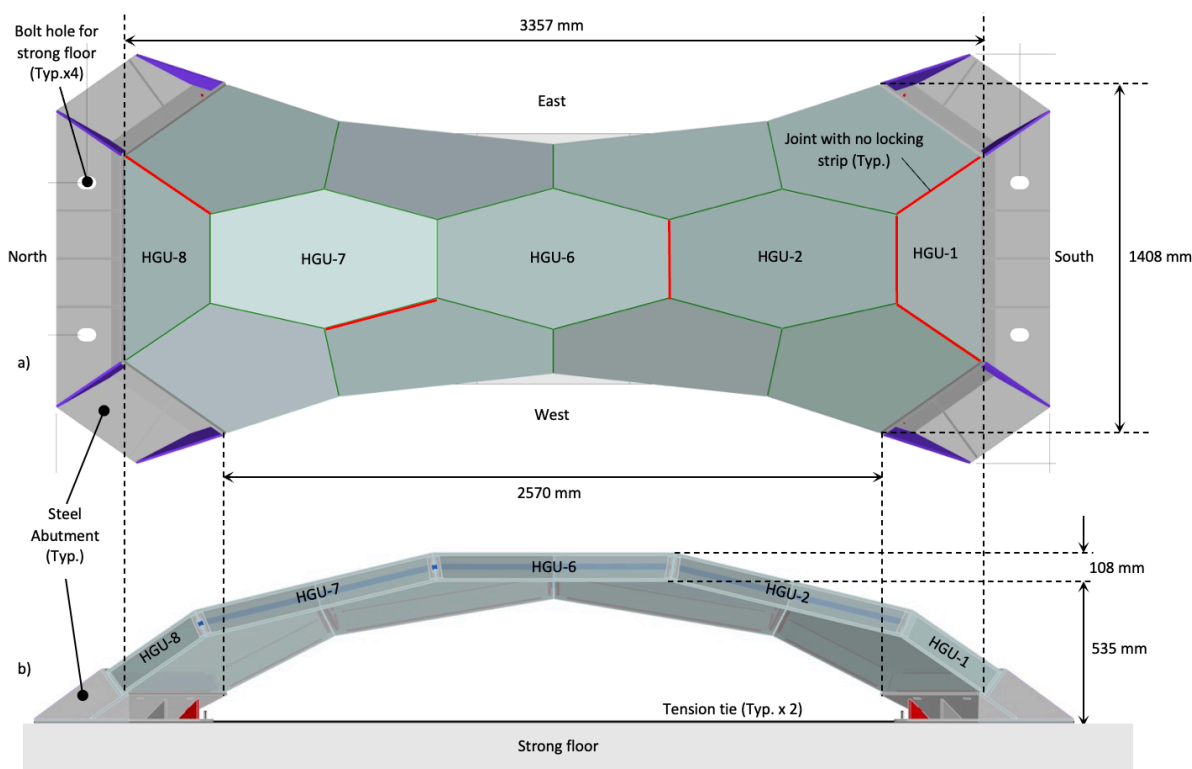 3357 mm
Bolt hole for
strong floor
(Typ.x4)
East
Joint with no locking
strip (Typ.)
North
HGU-8
HGU-7
HGU-6
HGU-2
HGU-1
South
1408 mm
a)
West
2570 mm
Steel
Abutment
(Typ.)
HGU-6
108 mm
HGU-7
HGU-2
HGU-8
HGU-1
535 mm
b)
Tension tie (Typ. x 2)
Strong floor